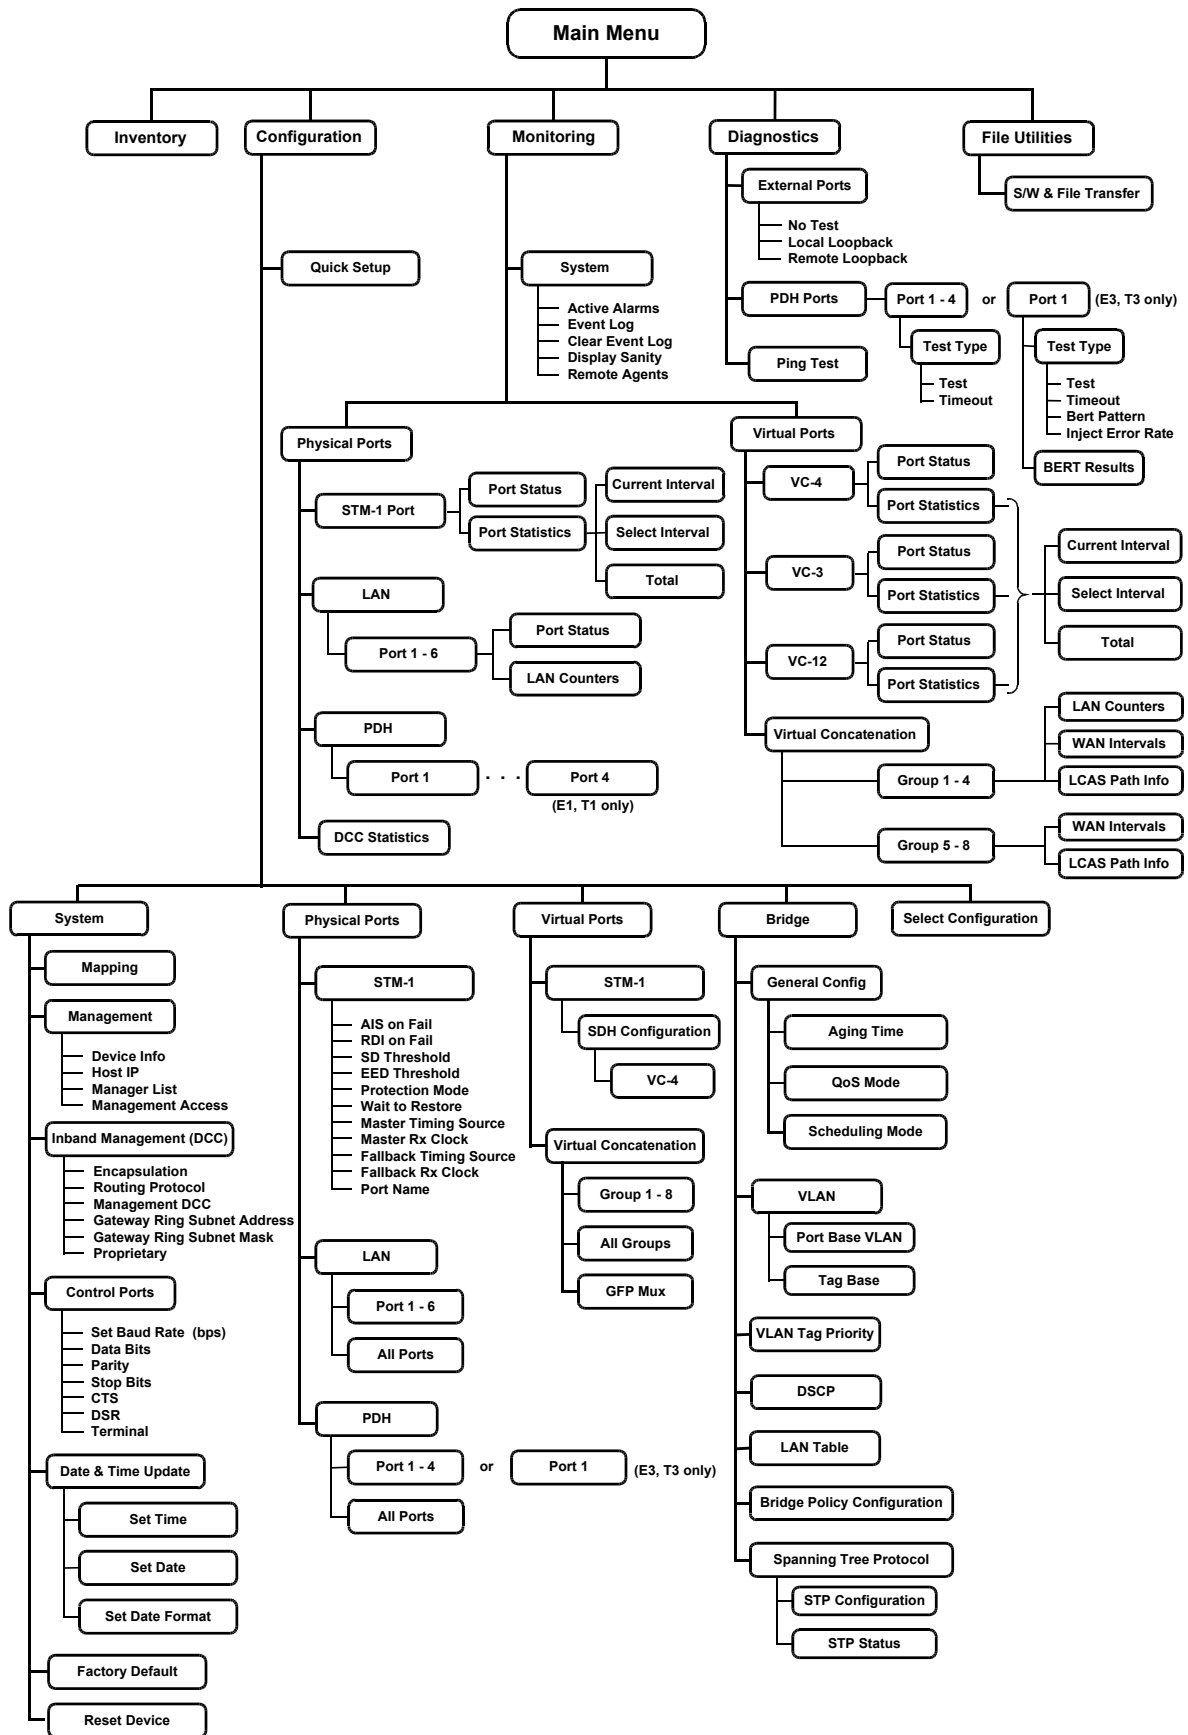 Main Menu
Inventory
Configuration
Monitoring
Diagnostics
File Utilities
S/W & File Transfer
External Ports
No Test
Local Loopback
Remote Loopback
Quick Setup
System
Active Alarms
Event Log
Clear Event Log
Display Sanity
Remote Agents
PDH Ports
Port 1 - 4
or
Port 1
(E3, T3 only)
Test Type
Test
Timeout
Test Type
Test
Timeout
Bert Pattern
Inject Error Rate
BERT Results
Ping Test
Physical Ports
STM-1 Port
Port Status
Port Statistics
Current Interval
Select Interval
Total
LAN
Port 1 - 6
Port Status
LAN Counters
PDH
Port 1
. . .
Port 4
(E1, T1 only)
DCC Statistics
Virtual Ports
VC-4
Port Status
Port Statistics
VC-3
Port Status
Port Statistics
VC-12
Port Status
Port Statistics
Current Interval
Select Interval
Total
Virtual Concatenation
Group 1 - 4
LAN Counters
WAN Intervals
LCAS Path Info
Group 5 - 8
WAN Intervals
LCAS Path Info
System
Mapping
Management
Device Info
Host IP
Manager List
Management Access
Inband Management (DCC)
Encapsulation
Routing Protocol
Management DCC
Gateway Ring Subnet Address
Gateway Ring Subnet Mask
Proprietary
Control Ports
Set Baud Rate (bps)
Data Bits
Parity
Stop Bits
CTS
DSR
Terminal
Date & Time Update
Set Time
Set Date
Set Date Format
Factory Default
Reset Device
Physical Ports
STM-1
AIS on Fail
RDI on Fail
SD Threshold
EED Threshold
Protection Mode
Wait to Restore
Master Timing Source
Master Rx Clock
Fallback Timing Source
Fallback Rx Clock
Port Name
LAN
Port 1 - 6
All Ports
PDH
Port 1 - 4
or
Port 1
(E3, T3 only)
All Ports
Virtual Ports
STM-1
SDH Configuration
VC-4
Virtual Concatenation
Group 1 - 8
All Groups
GFP Mux
Bridge
General Config
Aging Time
QoS Mode
Scheduling Mode
VLAN
Port Base VLAN
Tag Base
VLAN Tag Priority
DSCP
LAN Table
Bridge Policy Configuration
Spanning Tree Protocol
STP Configuration
STP Status
Select Configuration